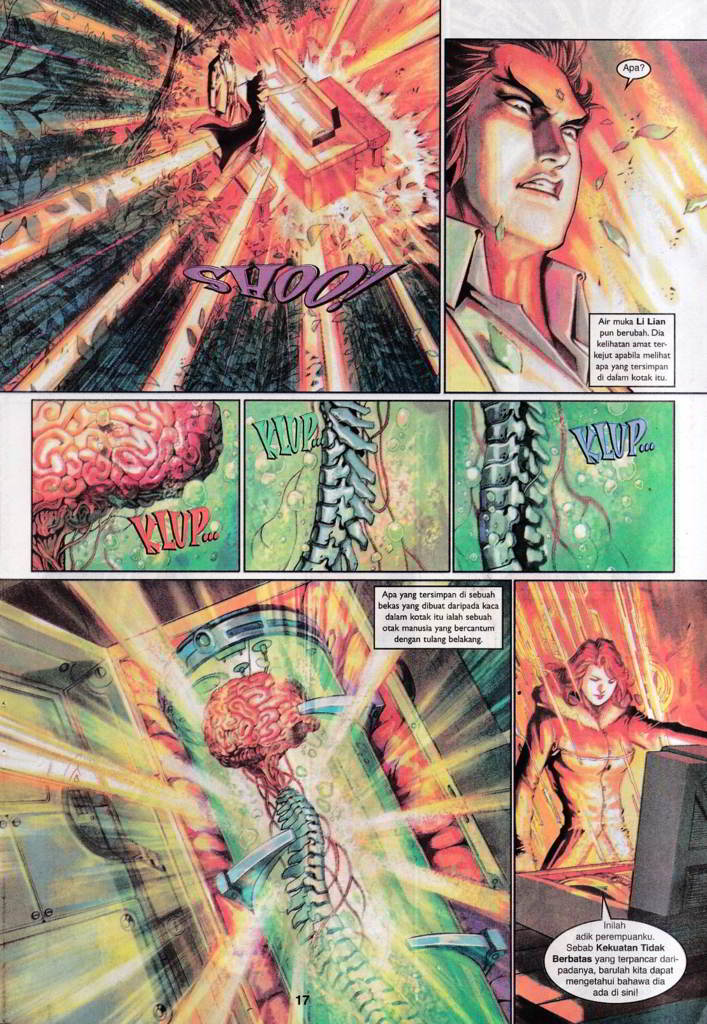 SHOO!
Apa?
Air muka Li Lian
pun berubah. Dia
kelihatan amat ter-
kejut apabila melihat
apa yang tersimpan
di dalam kotak itu.
KLUP...
KLUP...
KLUP...
Apa yang tersimpan di sebuah
bekas yang dibuat daripada kaca
dalam kotak itu ialah sebuah
otak manusia yang bercantum
dengan tulang belakang.
Inilah
adik perempuanku.
Sebab Kekuatan Tidak
Berbatas yang terpancar dari-
padanya, barulah kita dapat
mengetahui bahawa dia
ada di sini!
17